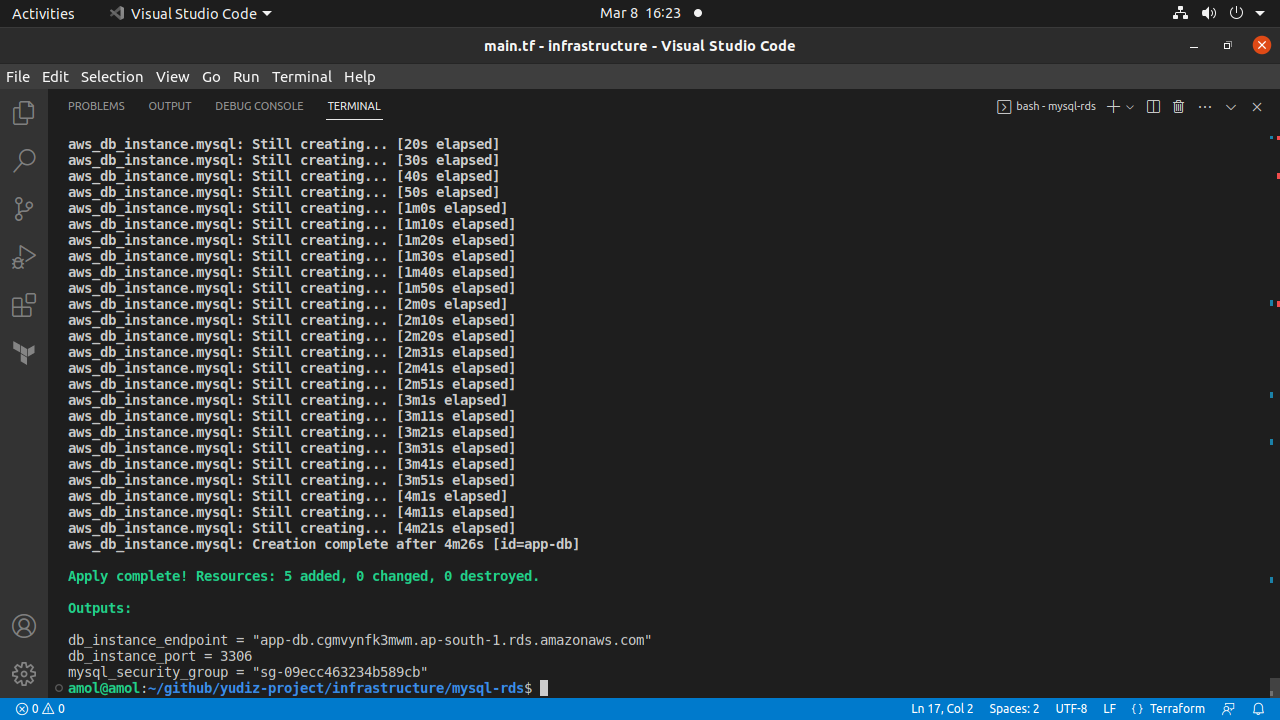 Activities Visual Studio Code Mar 8 16:23
main.tf - infrastructure - Visual Studio Code
File Edit Selection View Go Run Terminal Help
PROBLEMS OUTPUT DEBUG CONSOLE TERMINAL bash - mysql-rds
aws_db_instance.mysql: Still creating... [20s elapsed]
aws_db_instance.mysql: Still creating... [30s elapsed]
aws_db_instance.mysql: Still creating... [40s elapsed]
aws_db_instance.mysql: Still creating... [50s elapsed]
aws_db_instance.mysql: Still creating... [1m0s elapsed]
aws_db_instance.mysql: Still creating... [1m10s elapsed]
aws_db_instance.mysql: Still creating... [1m20s elapsed]
aws_db_instance.mysql: Still creating... [1m30s elapsed]
aws_db_instance.mysql: Still creating... [1m40s elapsed]
aws_db_instance.mysql: Still creating... [1m50s elapsed]
aws_db_instance.mysql: Still creating... [2m0s elapsed]
aws_db_instance.mysql: Still creating... [2m10s elapsed]
aws_db_instance.mysql: Still creating... [2m20s elapsed]
aws_db_instance.mysql: Still creating... [2m31s elapsed]
aws_db_instance.mysql: Still creating... [2m41s elapsed]
aws_db_instance.mysql: Still creating... [2m51s elapsed]
aws_db_instance.mysql: Still creating... [3m1s elapsed]
aws_db_instance.mysql: Still creating... [3m11s elapsed]
aws_db_instance.mysql: Still creating... [3m21s elapsed]
aws_db_instance.mysql: Still creating... [3m31s elapsed]
aws_db_instance.mysql: Still creating... [3m41s elapsed]
aws_db_instance.mysql: Still creating... [3m51s elapsed]
aws_db_instance.mysql: Still creating... [4m1s elapsed]
aws_db_instance.mysql: Still creating... [4m11s elapsed]
aws_db_instance.mysql: Still creating... [4m21s elapsed]
aws_db_instance.mysql: Creation complete after 4m26s [id=app-db]
Apply complete! Resources: 5 added, 0 changed, 0 destroyed.
Outputs:
db_instance_endpoint = "app-db.cgmvynfk3mwm.ap-south-1.rds.amazonaws.com"
db_instance_port = 3306
mysql_security_group = "sg-09ecc463234b589cb"
amol@amol:~/github/yudiz-project/infrastructure/mysql-rds$
0 0 Ln 17, Col 2 Spaces: 2 UTF-8 LF {} Terraform